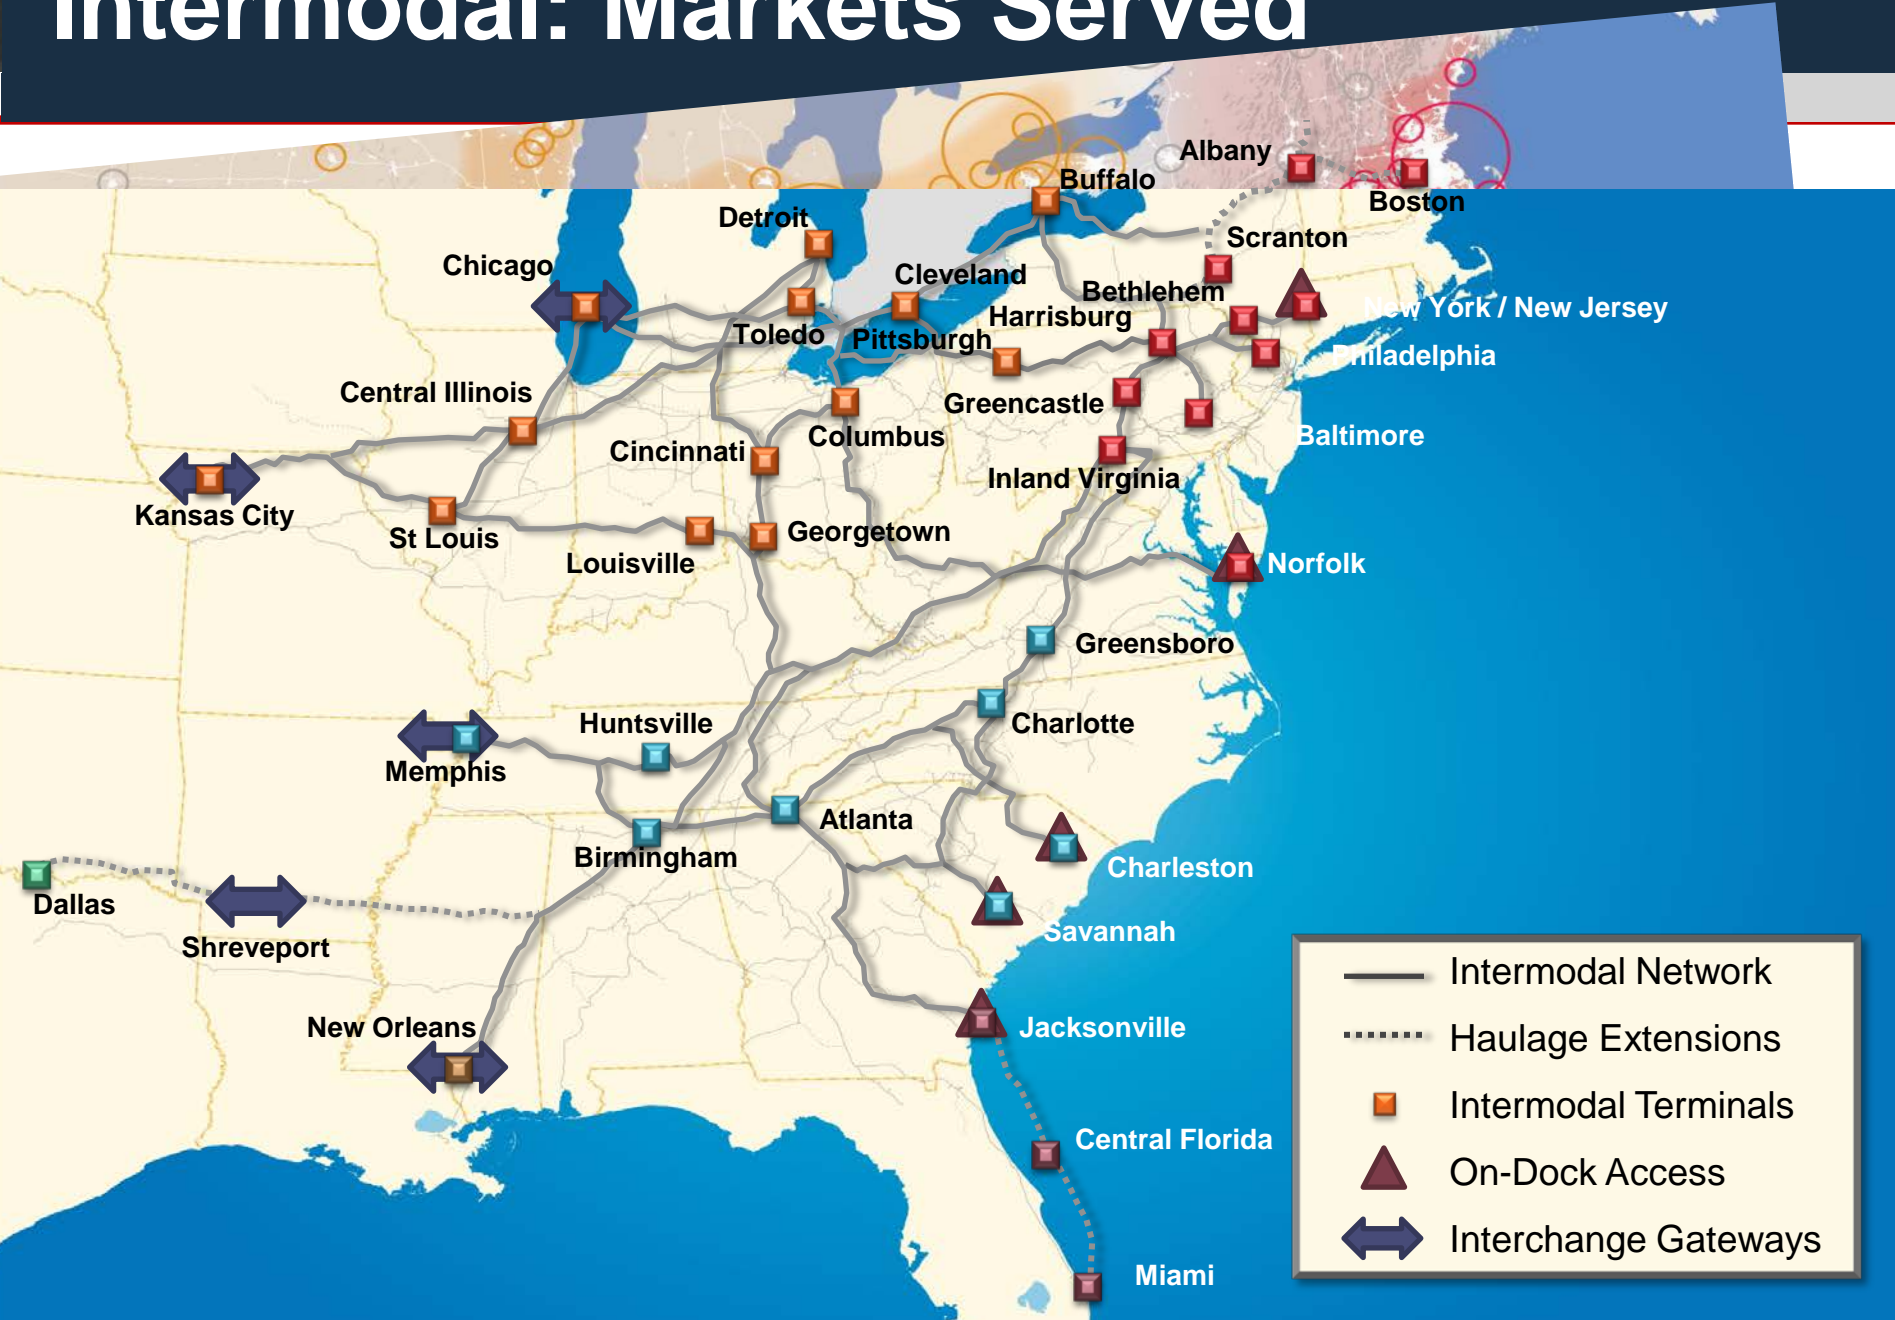 Intermodal: Markets Served
Albany
Buffalo
Boston
Detroit
Scranton
Chicago
Cleveland
Bethlehem
New York / New Jersey
Harrisburg
Toledo
Pittsburgh
Philadelphia
Central Illinois
Greencastle
Columbus
Baltimore
Cincinnati
Inland Virginia
Kansas City
St Louis
Georgetown
Louisville
Norfolk
Greensboro
Huntsville
Charlotte
Memphis
Atlanta
Birmingham
Charleston
Dallas
Savannah
Shreveport
New Orleans
Jacksonville
Central Florida
Miami
Intermodal Network
Haulage Extensions
Intermodal Terminals
On-Dock Access
Interchange Gateways